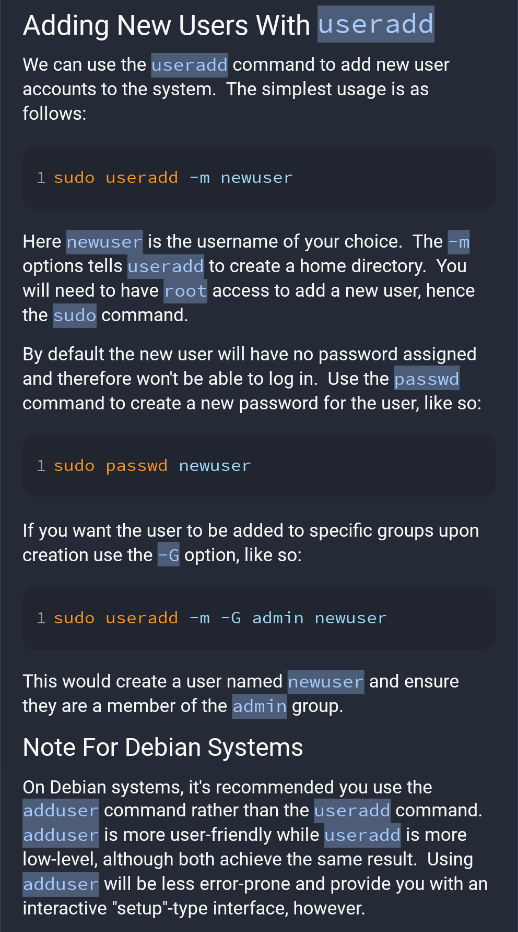 Adding New Users With useradd
We can use the useradd command to add new user
accounts to the system. The simplest usage is as
follows:
1 sudo useradd -m newuser
Here newuser is the username of your choice. The -m
options tells useradd to create a home directory. You
will need to have root access to add a new user, hence
the sudo command.
By default the new user will have no password assigned
and therefore won't be able to log in. Use the passwd
command to create a new password for the user, like so:
1 sudo passwd newuser
If you want the user to be added to specific groups upon
creation use the -G option, like so:
1 sudo useradd -m -G admin newuser
This would create a user named newuser and ensure
they are a member of the admin group.
Note For Debian Systems
On Debian systems, it's recommended you use the
adduser command rather than the useradd command.
adduser is more user-friendly while useradd is more
low-level, although both achieve the same result. Using
adduser will be less error-prone and provide you with an
interactive "setup"-type interface, however.